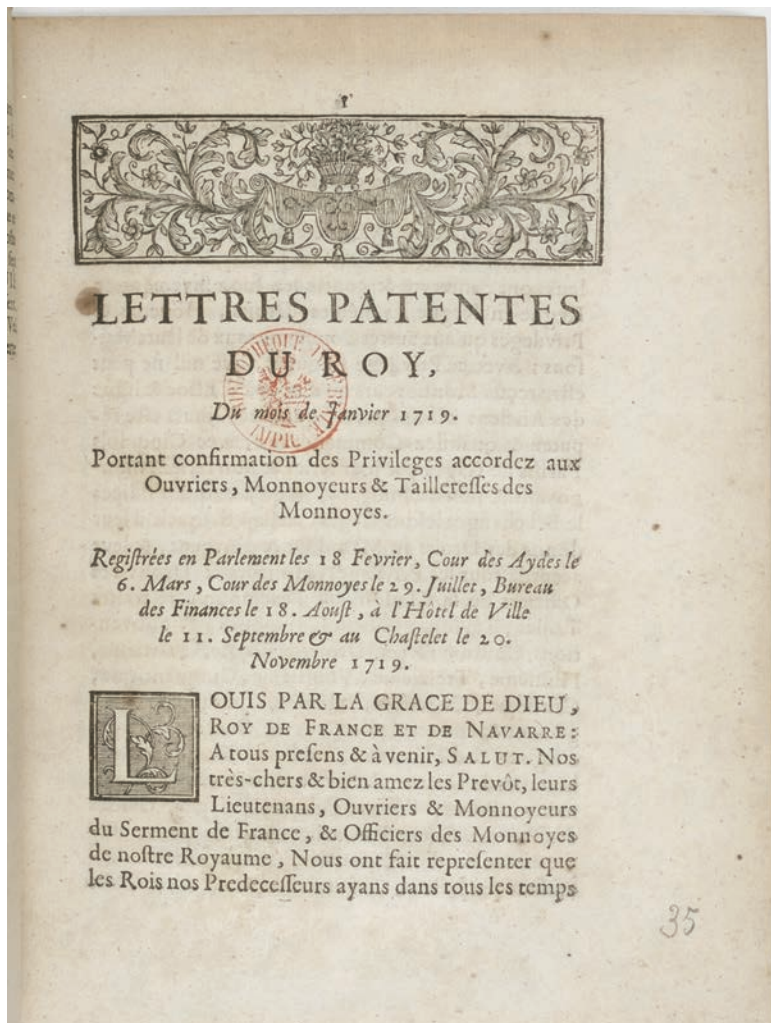 LETTRES PATENTES
DU ROY,
Du mois de Janvier 1719.
Portant confirmation des Privileges accordez aux
Ouvriers, Monnoyeurs & Tailleresses des
Monnoyes.
Registrées en Parlement les 18 Fevrier, Cour des Aydes le
6. Mars, Cour des Monnoyes le 29. Juillet, Bureau
des Finances le 18. Aoust, à l'Hôtel de Ville
le 11. Septembre & au Chastelet le 20.
Novembre 1719.
LOUIS PAR LA GRACE DE DIEU,
ROY DE FRANCE ET DE NAVARRE:
A tous presens & à venir, SALUT. Nos
très-chers & bien amez les Prevôt, leurs
Lieutenans, Ouvriers & Monnoyeurs
du Serment de France, & Officiers des Monnoyes
de nostre Royaume, Nous ont fait representer que
les Rois nos Predecesseurs ayans dans tous les temps
35